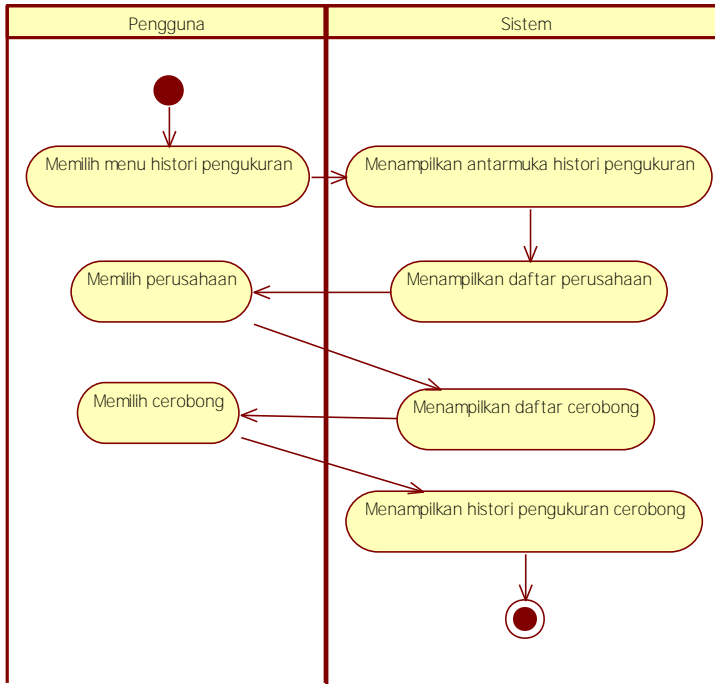 Pengguna
Sistem
Memilih menu histori pengukuran
Menampilkan antarmuka histori pengukuran
Memilih perusahaan
Menampilkan daftar perusahaan
Memilih cerobong
Menampilkan daftar cerobong
Menampilkan histori pengukuran cerobong